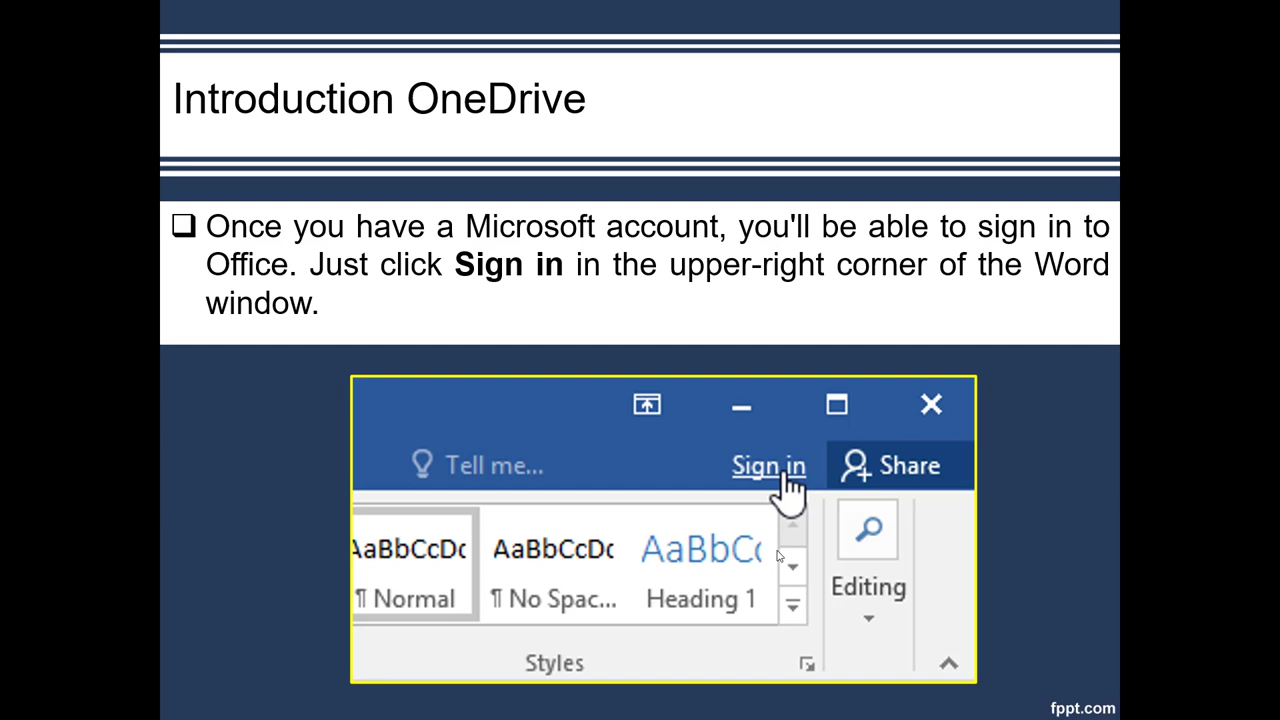 Introduction OneDrive
Once you have a Microsoft account, you'll be able to sign in to
Office. Just click Sign in in the upper-right corner of the Word
window.
Tell me...
Sign in
Share
AaBbCcDc
AaBbCcDc
AaBbCc
¶ Normal
¶ No Spac...
Heading 1
Editing
Styles
fppt.com